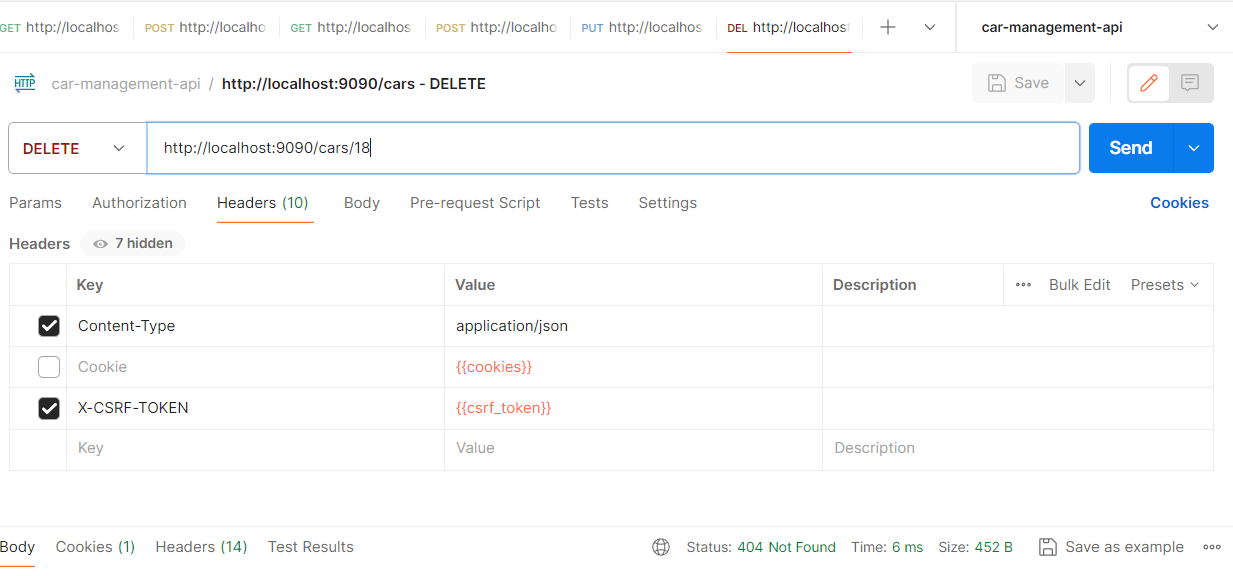 GET http://localhos POST http://localho GET http://localhos POST http://localho PUT http://localhos DEL http://localhost car-management-api
HTTP car-management-api / http://localhost:9090/cars - DELETE Save
DELETE http://localhost:9090/cars/18 Send
Params Authorization Headers (10) Body Pre-request Script Tests Settings Cookies
Headers 7 hidden
Key Value Description Bulk Edit Presets
Content-Type application/json
Cookie {{cookies}}
X-CSRF-TOKEN {{csrf_token}}
Key Value Description
Body Cookies (1) Headers (14) Test Results Status: 404 Not Found Time: 6 ms Size: 452 B Save as example